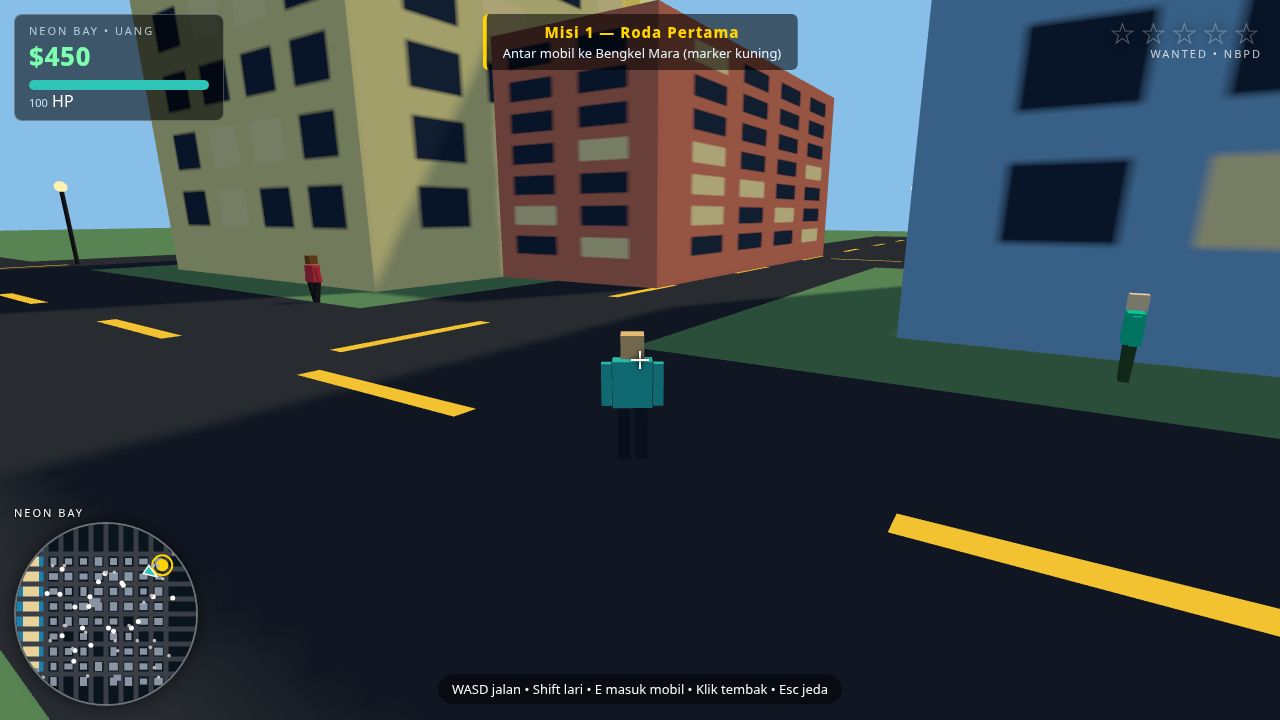 NEON BAY • UANG
$450
100 HP
Misi 1 — Roda Pertama
Antar mobil ke Bengkel Mara (marker kuning)
☆ ☆ ☆ ☆ ☆
WANTED • NBPD
NEON BAY
WASD jalan • Shift lari • E masuk mobil • Klik tembak • Esc jeda